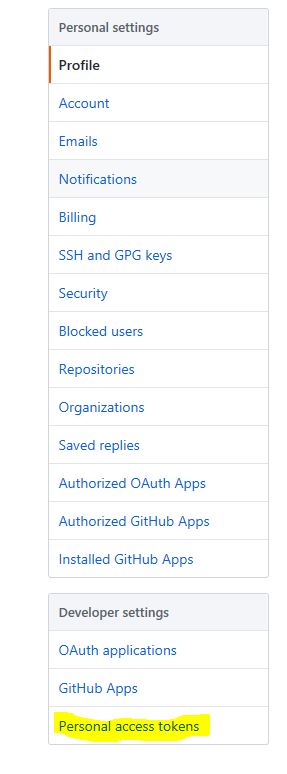 Personal settings
Profile
Account
Emails
Notifications
Billing
SSH and GPG keys
Security
Blocked users
Repositories
Organizations
Saved replies
Authorized OAuth Apps
Authorized GitHub Apps
Installed GitHub Apps
Developer settings
OAuth applications
GitHub Apps
Personal access tokens